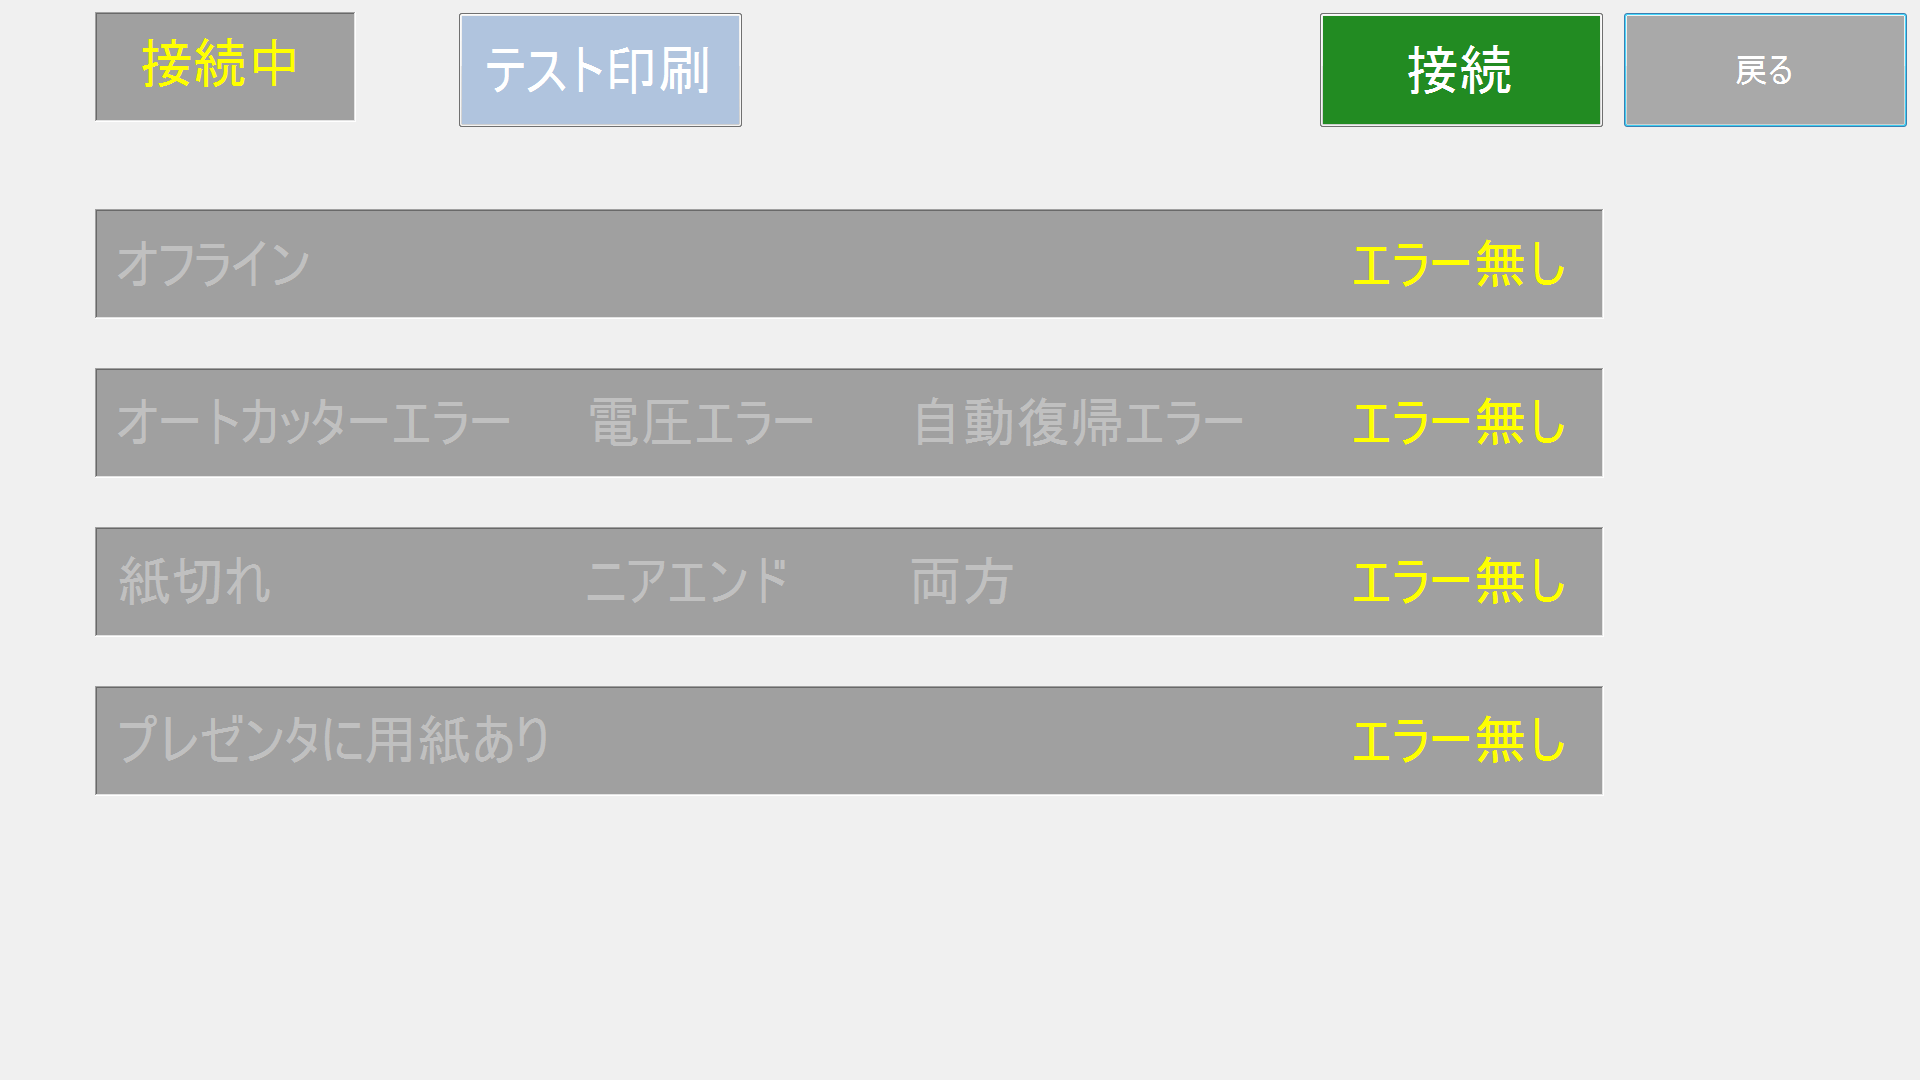 接続中 テスト印刷 接続 戻る
オフライン エラー無し
オートカッターエラー 電圧エラー 自動復帰エラー エラー無し
紙切れ ニアエンド 両方 エラー無し
プレゼンタに用紙あり エラー無し